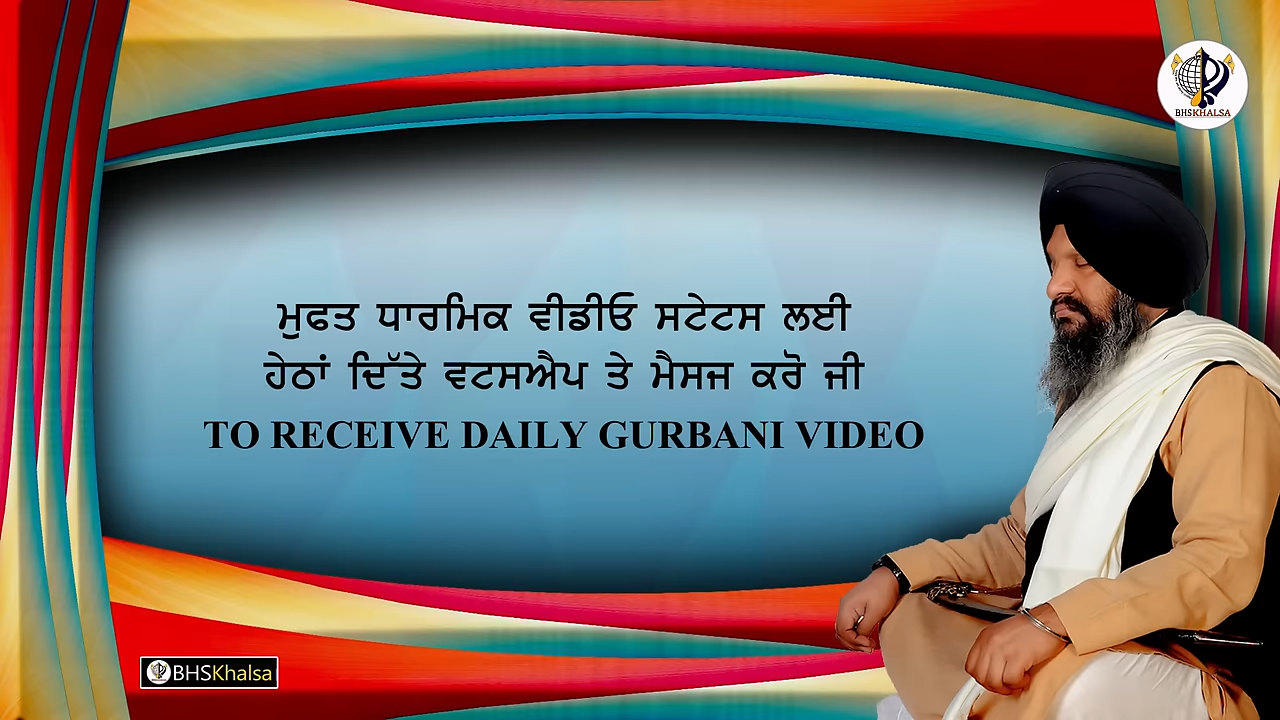 BHSKHALSA
ਮੁਫਤ ਧਾਰਮਿਕ ਵੀਡੀਓ ਸਟੇਟਸ ਲਈ
ਹੇਠਾਂ ਦਿੱਤੇ ਵਟਸਐਪ ਤੇ ਮੈਸਜ ਕਰੋ ਜੀ
TO RECEIVE DAILY GURBANI VIDEO
BHSKhalsa